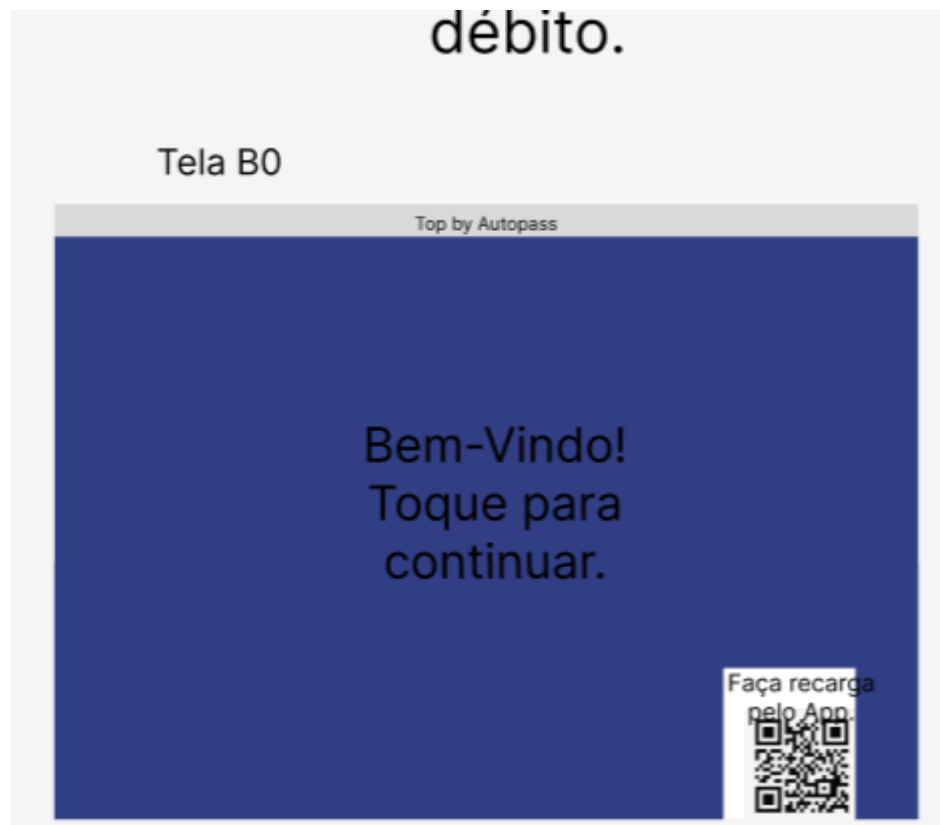 débito.
Tela B0
Top by Autopass
Bem-Vindo!
Toque para
continuar.
Faça recarga
pelo App.